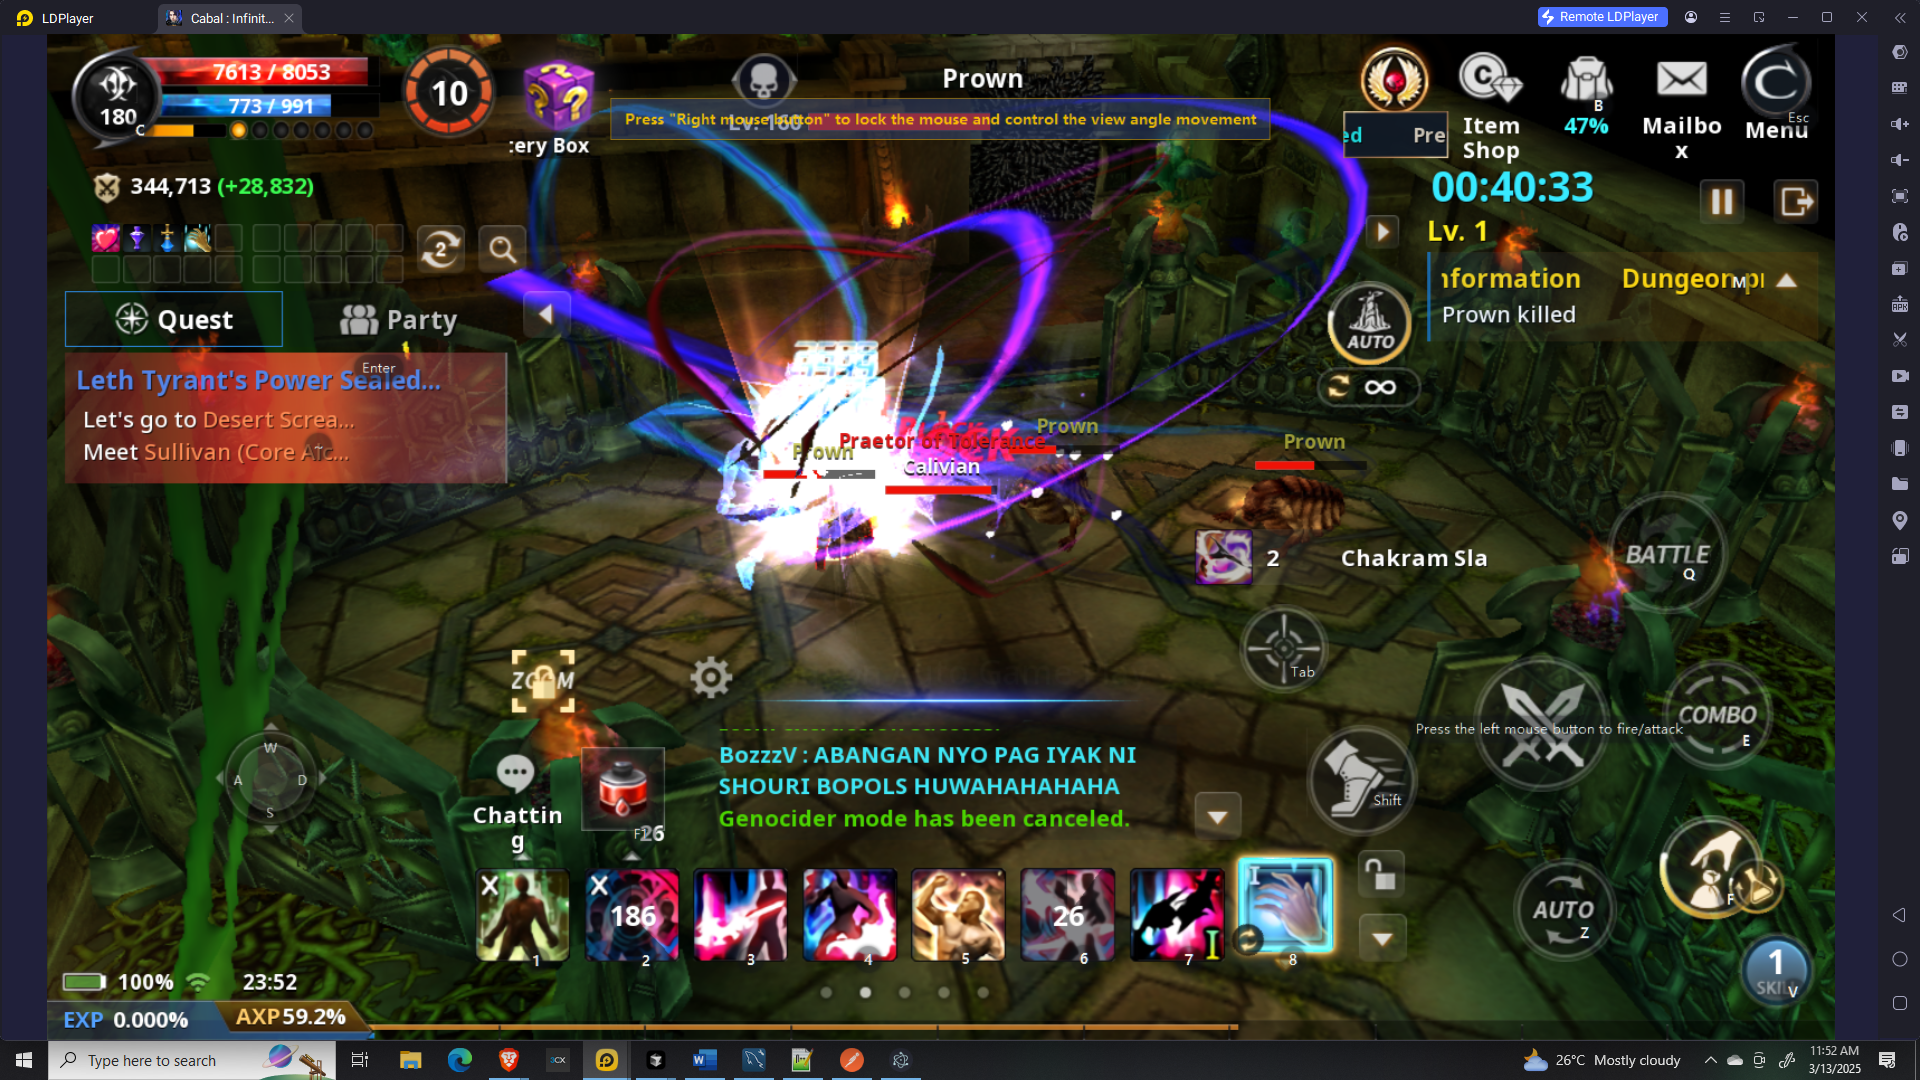 LDPlayer
Cabal : Infinit...
Remote LDPlayer
7613 / 8053
773 / 991
180
C
10
:ery Box
Prown
Lv. 160
Press "Right mouse button" to lock the mouse and control the view angle movement
ed Pre
Item Shop
B
47%
Mailbo
x
Esc
Menu
344,713 (+28,832)
00:40:33
Lv. 1
2
nformation
Prown killed
AUTO
∞
Quest
Party
Enter
Leth Tyrant's Power Sealed...
Let's go to Desert Screa...
Meet Sullivan (Core Alc...
Praetor of Tolerance
Prown
Calivian
Prown
Prown
2
Chakram Sla
BATTLE
Q
Tab
ZOOM
W
A
D
S
Press the left mouse button to fire/attack
COMBO
E
Shift
Chattin
g
26
BozzzV : ABANGAN NYO PAG IYAK NI
SHOURI BOPOLS HUWAHAHAHAHA
Genocider mode has been canceled.
X
1
X
186
2
3
4
5
26
6
I
7
I
8
AUTO
Z
F
1
SKILL
V
100%
23:52
EXP 0.000%
AXP 59.2%
Type here to search
3CX
26°C Mostly cloudy
11:52 AM
3/13/2025